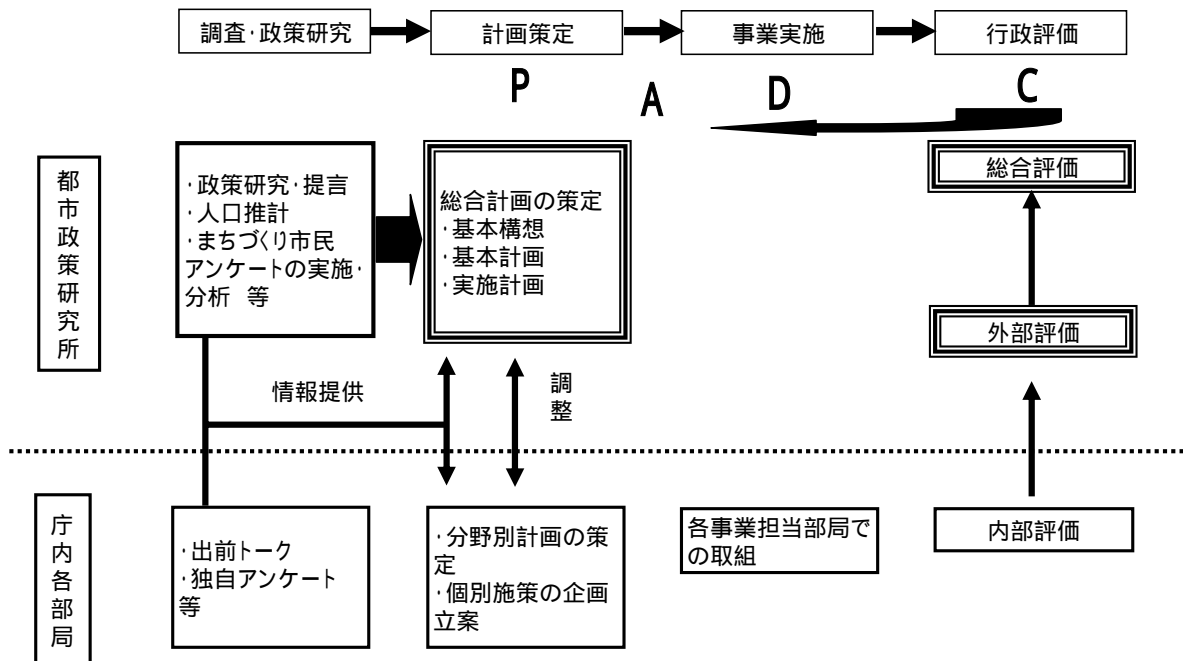 調査・政策研究
計画策定
事業実施
行政評価
P
A
D
C
都市政策研究所
・政策研究・提言
・人口推計
・まちづくり市民
アンケートの実施・
分析 等
総合計画の策定
・基本構想
・基本計画
・実施計画
総合評価
外部評価
情報提供
調整
庁内各部局
・出前トーク
・独自アンケート
等
・分野別計画の策
定
・個別施策の企画
立案
各事業担当部局で
の取組
内部評価